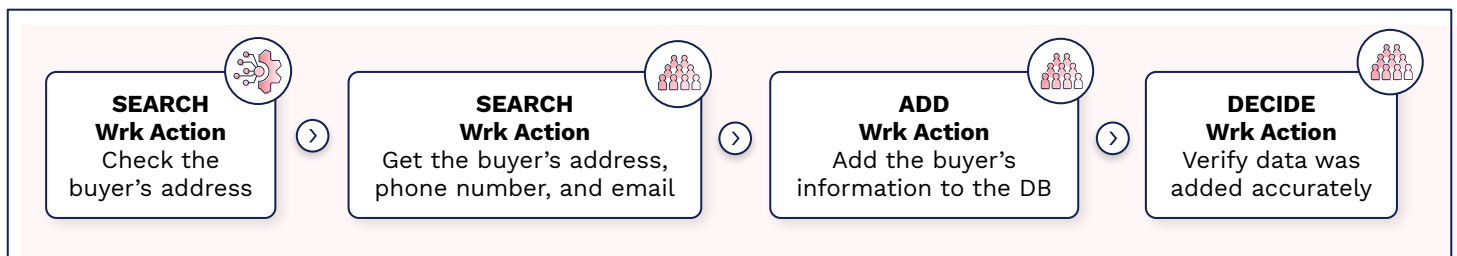 SEARCH
Wrk Action
Check the
buyer’s address
SEARCH
Wrk Action
Get the buyer’s address,
phone number, and email
ADD
Wrk Action
Add the buyer’s
information to the DB
DECIDE
Wrk Action
Verify data was
added accurately